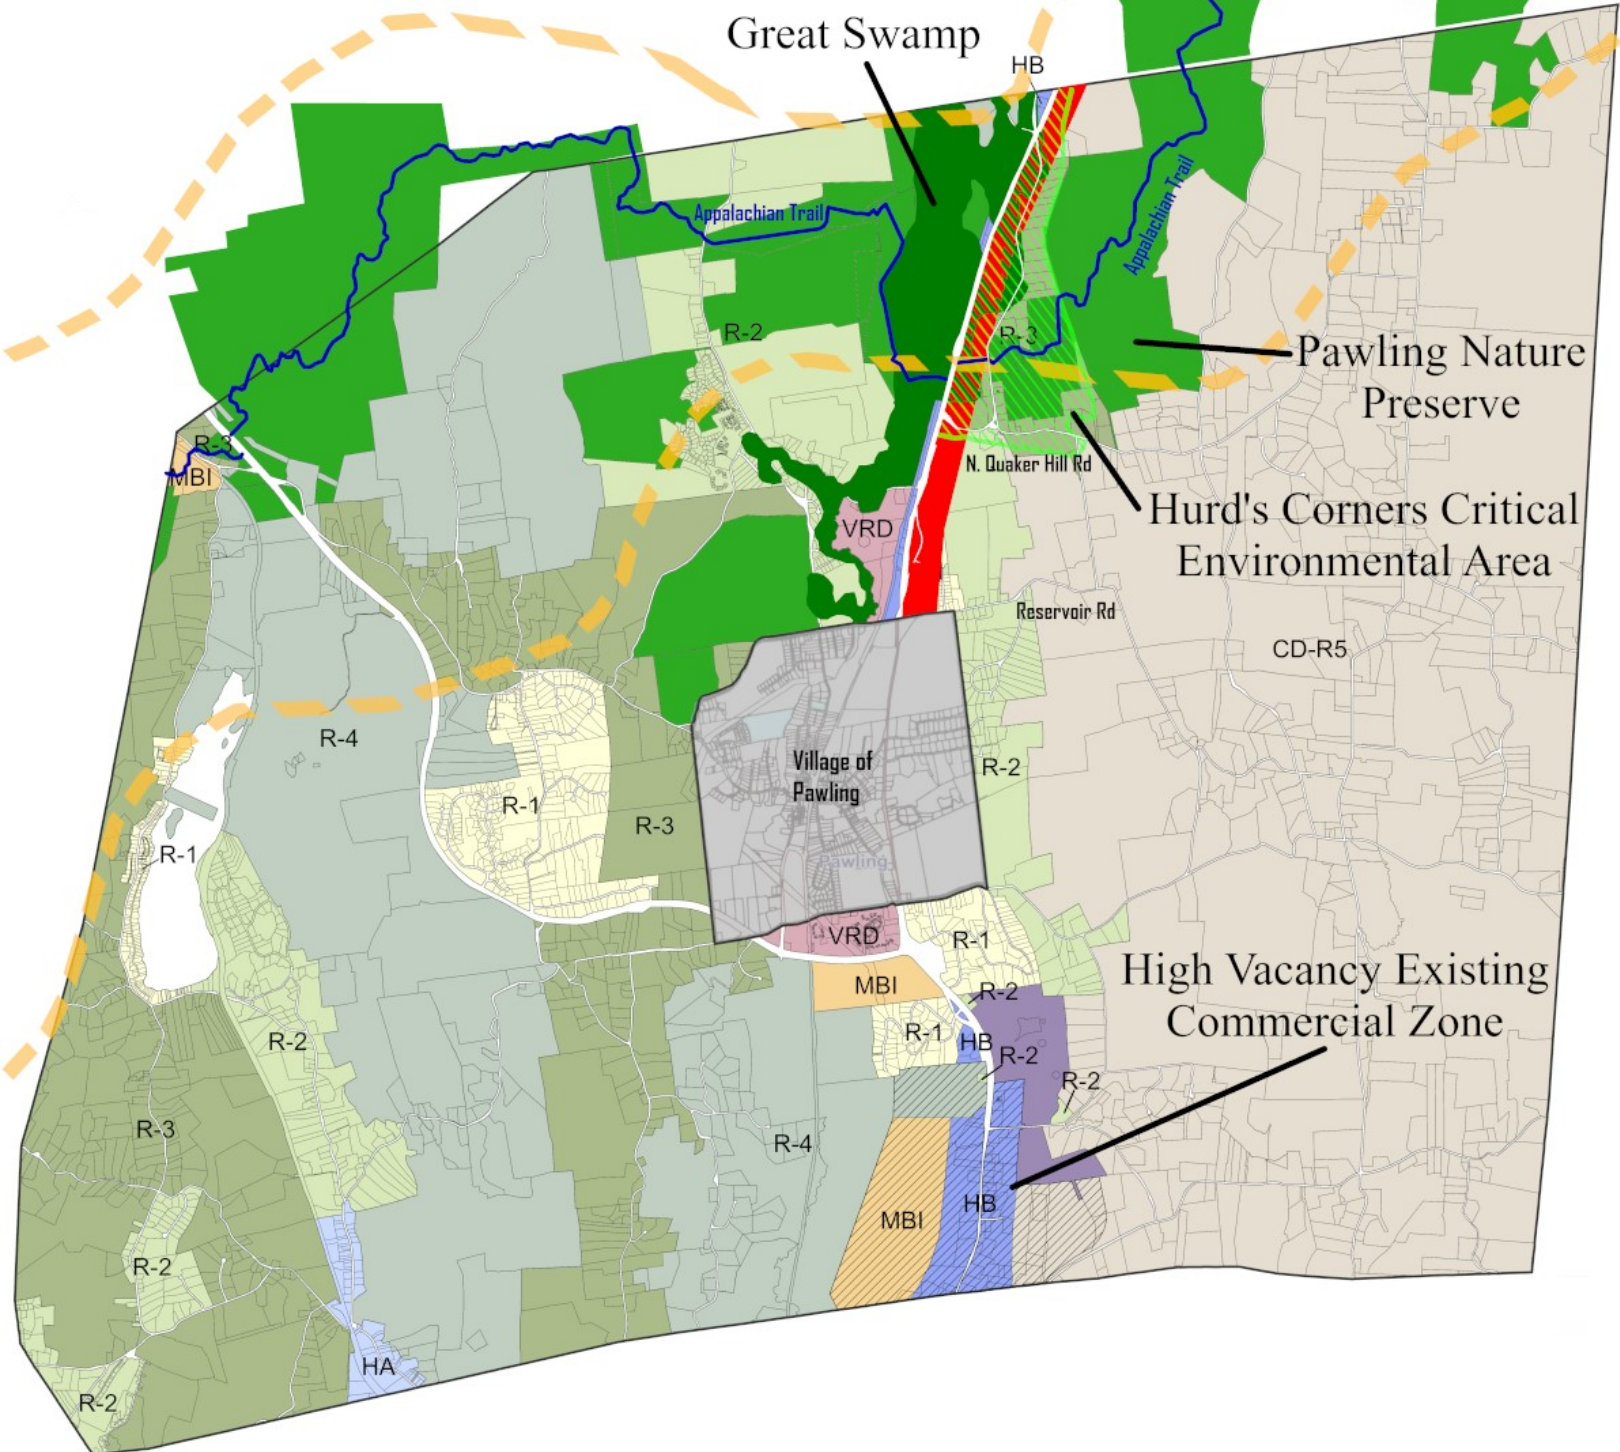 Great Swamp
HB
Appalachian Trail
Appalachian Trail
R-2
R-3
Pawling Nature
Preserve
R-3
MBI
N. Quaker Hill Rd
Hurd's Corners Critical
Environmental Area
VRD
Reservoir Rd
CD-R5
R-4
Village of
Pawling
R-2
R-1
R-3
R-1
Pawling
VRD
R-1
High Vacancy Existing
Commercial Zone
MBI
R-2
R-1
HB
R-2
R-2
R-2
R-3
R-4
MBI
HB
R-2
HA
R-2